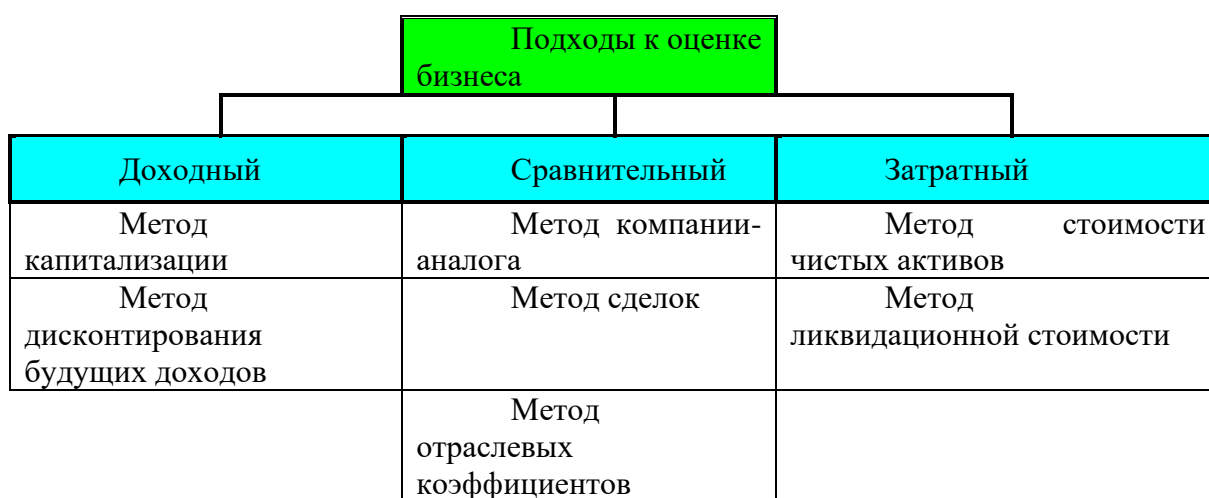 Подходы к оценке
бизнеса
Доходный
Сравнительный
Затратный
Метод
капитализации
Метод компании-
аналога
Метод стоимости
чистых активов
Метод
дисконтирования
будущих доходов
Метод сделок
Метод
ликвидационной стоимости
Метод
отраслевых
коэффициентов